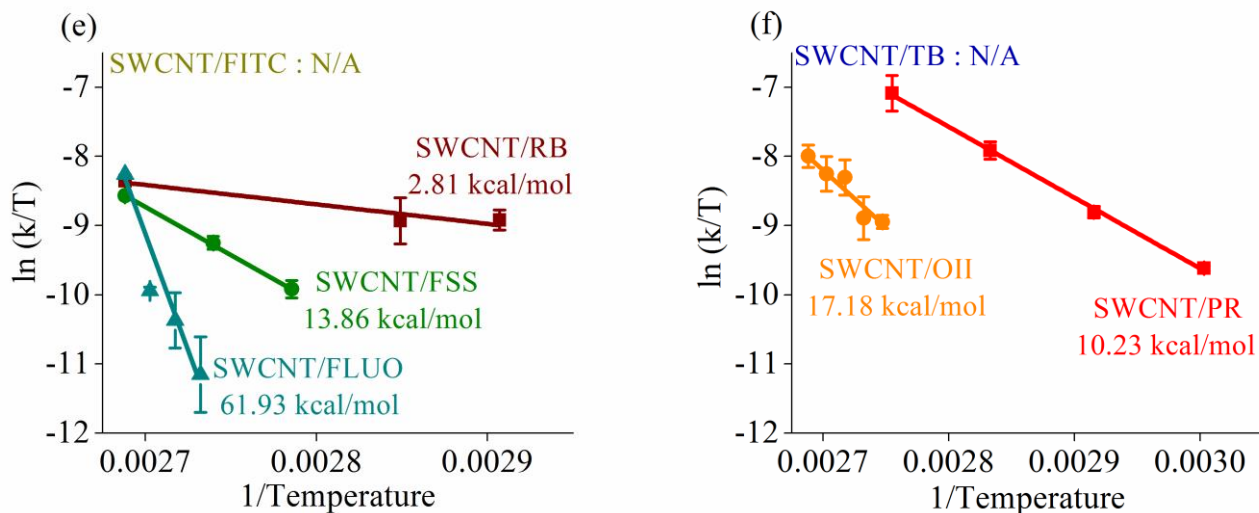 (e)
SWCNT/FITC : N/A
-7
-8
-9
-10
-11
-12
ln (k/T)
SWCNT/RB
2.81 kcal/mol
SWCNT/FSS
13.86 kcal/mol
SWCNT/FLUO
61.93 kcal/mol
0.0027 0.0028 0.0029
1/Temperature
(f)
SWCNT/TB : N/A
-7
-8
-9
-10
-11
-12
ln (k/T)
SWCNT/OII
17.18 kcal/mol
SWCNT/PR
10.23 kcal/mol
0.0027 0.0028 0.0029 0.0030
1/Temperature